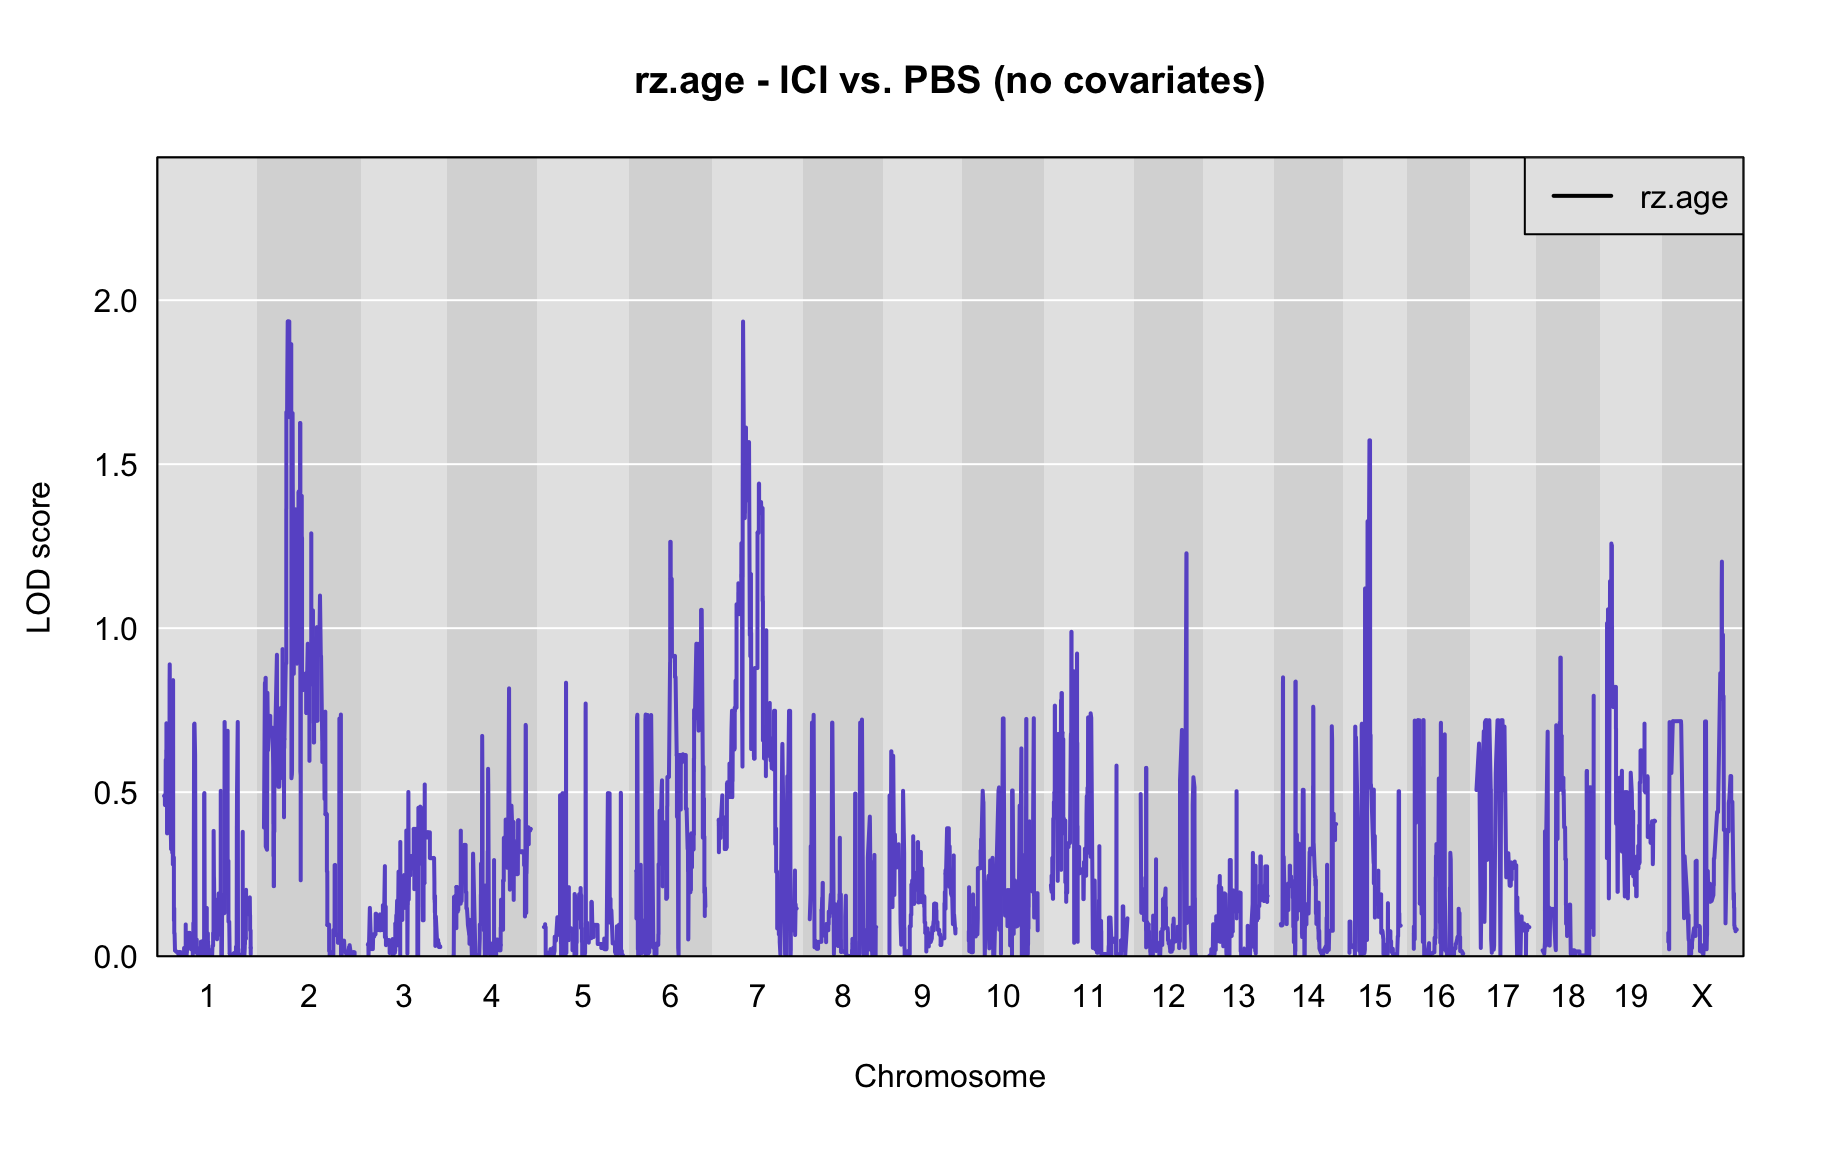 rz.age - ICI vs. PBS (no covariates)
rz.age
LOD score
2.0
1.5
1.0
0.5
0.0
1 2 3 4 5 6 7 8 9 10 11 12 13 14 15 16 17 18 19 X
Chromosome